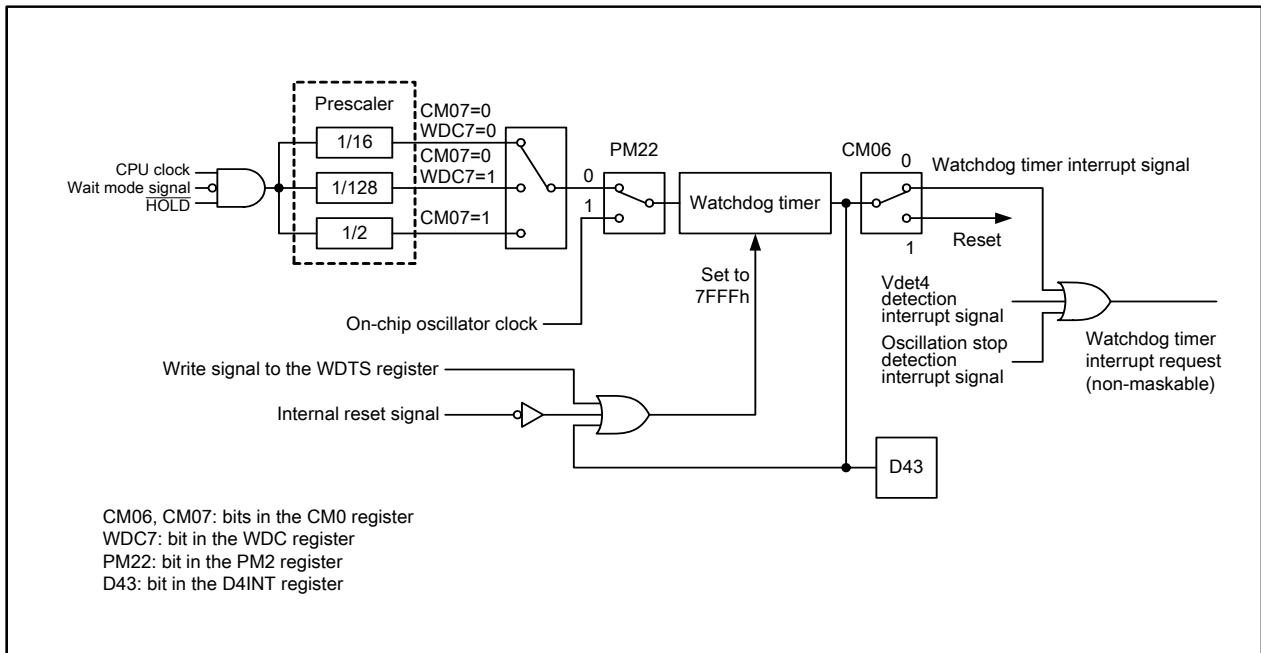 Prescaler
CM07=0
WDC7=0
1/16
CM07=0
WDC7=1
1/128
CM07=1
1/2
CPU clock
Wait mode signal
HOLD
PM22
0
1
Watchdog timer
CM06
0
1
Watchdog timer interrupt signal
Reset
Set to
7FFFh
Vdet4
detection
interrupt signal
On-chip oscillator clock
Oscillation stop
detection
interrupt signal
Watchdog timer
interrupt request
(non-maskable)
Write signal to the WDTS register
Internal reset signal
D43
CM06, CM07: bits in the CM0 register
WDC7: bit in the WDC register
PM22: bit in the PM2 register
D43: bit in the D4INT register